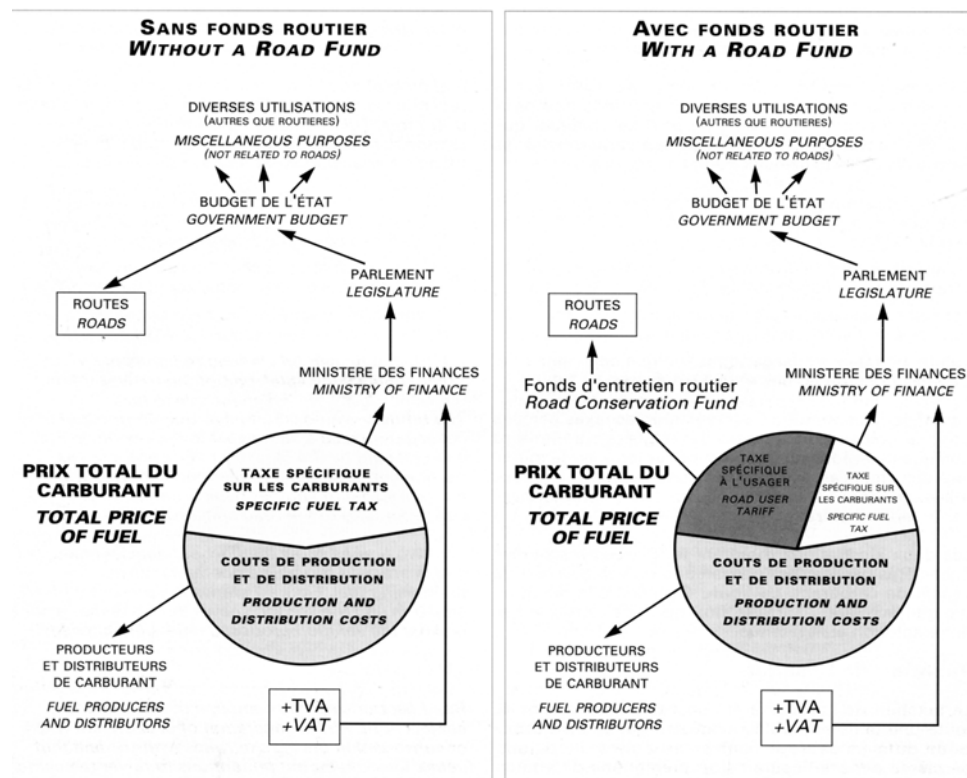 SANS FONDS ROUTIER
WITHOUT A ROAD FUND
DIVERSES UTILISATIONS
(AUTRES QUE ROUTIERES)
MISCELLANEOUS PURPOSES
(NOT RELATED TO ROADS)
BUDGET DE L'ÉTAT
GOVERNMENT BUDGET
PARLEMENT
LEGISLATURE
ROUTES
ROADS
MINISTERE DES FINANCES
MINISTRY OF FINANCE
PRIX TOTAL DU
CARBURANT
TOTAL PRICE
OF FUEL
TAXE SPÉCIFIQUE
SUR LES CARBURANTS
SPECIFIC FUEL TAX
COUTS DE PRODUCTION
ET DE DISTRIBUTION
PRODUCTION AND
DISTRIBUTION COSTS
PRODUCTEURS
ET DISTRIBUTEURS
DE CARBURANT
FUEL PRODUCERS
AND DISTRIBUTORS
+TVA
+VAT
AVEC FONDS ROUTIER
WITH A ROAD FUND
DIVERSES UTILISATIONS
(AUTRES QUE ROUTIERES)
MISCELLANEOUS PURPOSES
(NOT RELATED TO ROADS)
BUDGET DE L'ÉTAT
GOVERNMENT BUDGET
PARLEMENT
LEGISLATURE
ROUTES
ROADS
MINISTERE DES FINANCES
MINISTRY OF FINANCE
Fonds d'entretien routier
Road Conservation Fund
PRIX TOTAL DU
CARBURANT
TOTAL PRICE
OF FUEL
TAXE
SPÉCIFIQUE
À L'USAGER
ROAD USER
TARIFF
TAXE
SPÉCIFIQUE SUR
LES CARBURANTS
SPECIFIC FUEL
TAX
COUTS DE PRODUCTION
ET DE DISTRIBUTION
PRODUCTION AND
DISTRIBUTION COSTS
PRODUCTEURS
ET DISTRIBUTEURS
DE CARBURANT
FUEL PRODUCERS
AND DISTRIBUTORS
+TVA
+VAT